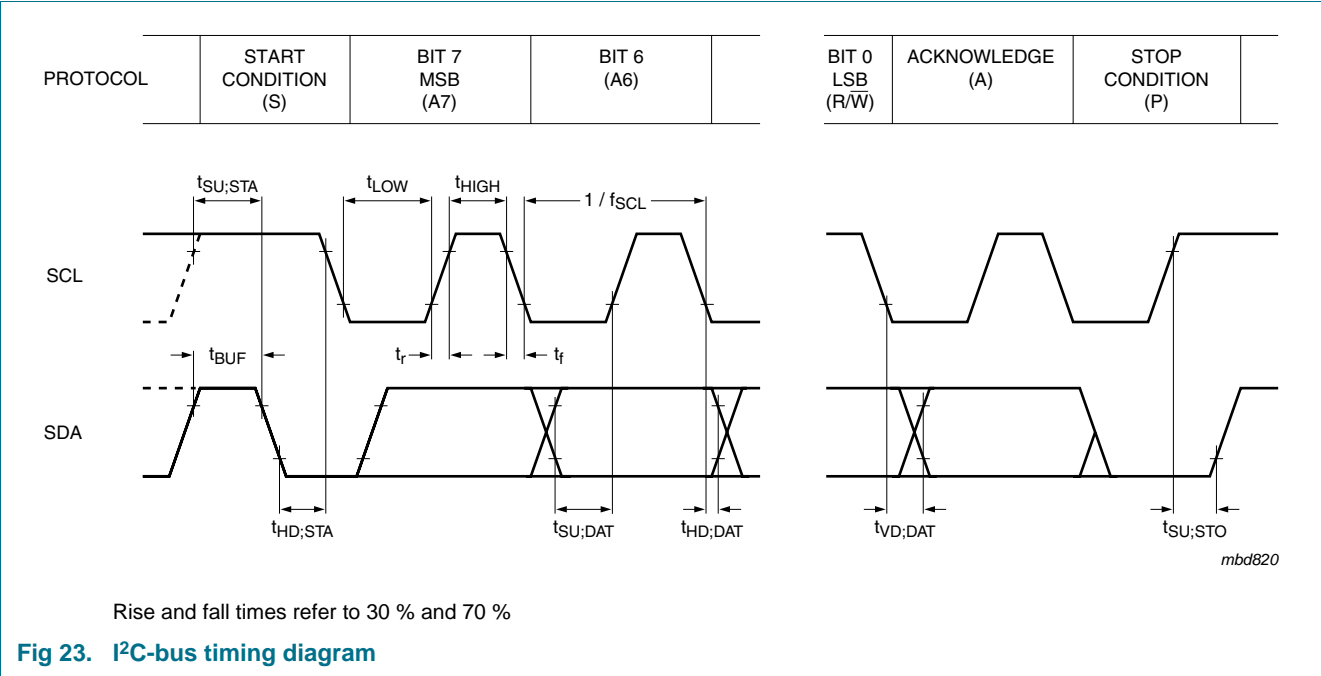 PROTOCOL
START
CONDITION
(S)
BIT 7
MSB
(A7)
BIT 6
(A6)
BIT 0
LSB
(R/W̅)
ACKNOWLEDGE
(A)
STOP
CONDITION
(P)
tSU;STA
tLOW
tHIGH
1 / fSCL
SCL
tBUF
tr
tf
SDA
tHD;STA
tSU;DAT
tHD;DAT
tVD;DAT
tSU;STO
mbd820
Rise and fall times refer to 30 % and 70 %
Fig 23. I²C-bus timing diagram